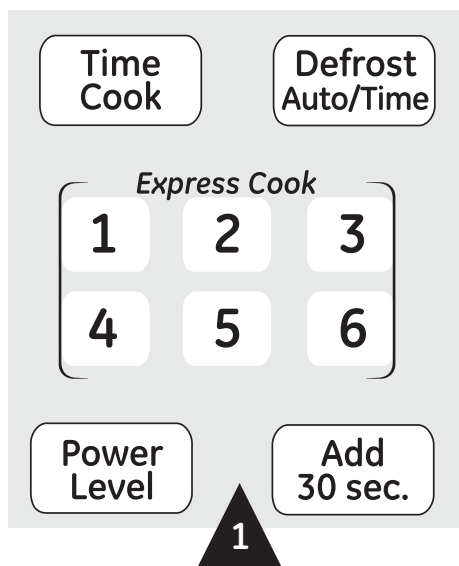 Time
Cook
Defrost
Auto/Time
Express Cook
1 2 3
4 5 6
Power
Level
Add
30 sec.
1